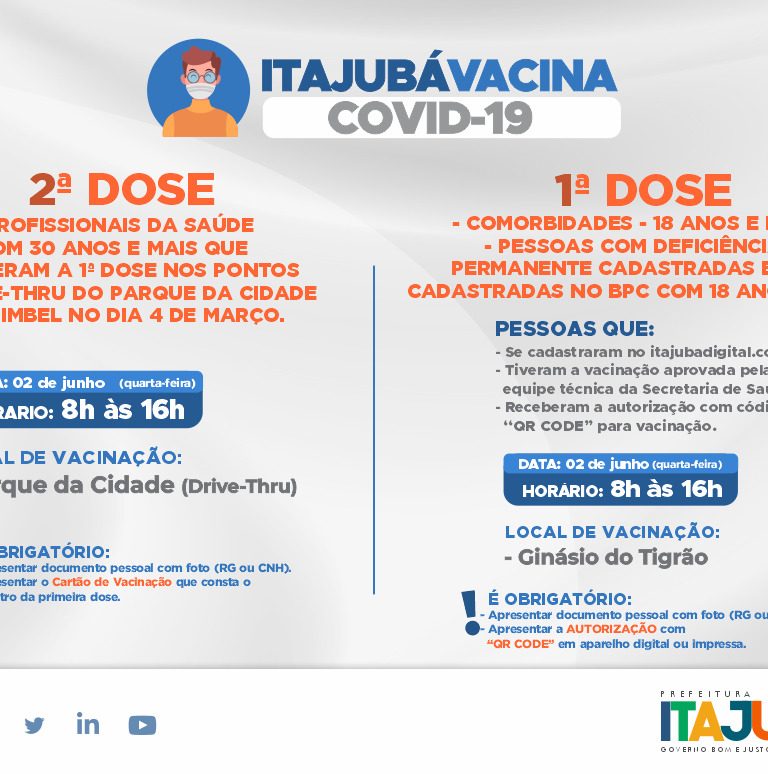 ITAJUBÁVACINA
COVID-19
2ª DOSE
ROFISSIONAIS DA SAÚDE
OM 30 ANOS E MAIS QUE
ERAM A 1ª DOSE NOS PONTOS
E-THRU DO PARQUE DA CIDADE
IMBEL NO DIA 4 DE MARÇO.
A: 02 de junho (quarta-feira)
RARIO: 8h às 16h
AL DE VACINAÇÃO:
rque da Cidade (Drive-Thru)
BRIGATÓRIO:
esentar documento pessoal com foto (RG ou CNH).
esentar o Cartão de Vacinação que consta o
tro da primeira dose.
1ª DOSE
- COMORBIDADES - 18 ANOS E
- PESSOAS COM DEFICIÊNCI
PERMANENTE CADASTRADAS E
CADASTRADAS NO BPC COM 18 AN
PESSOAS QUE:
- Se cadastraram no itajubadigital.co
- Tiveram a vacinação aprovada pela
equipe técnica da Secretaria de Sa
- Receberam a autorização com códi
“QR CODE” para vacinação.
DATA: 02 de junho (quarta-feira)
HORÁRIO: 8h às 16h
LOCAL DE VACINAÇÃO:
- Ginásio do Tigrão
! É OBRIGATÓRIO:
- Apresentar documento pessoal com foto (RG ou
- Apresentar a AUTORIZAÇÃO com
“QR CODE” em aparelho digital ou impressa.
PREFEITURA
ITAJU
GOVERNO BOM E JUSTO